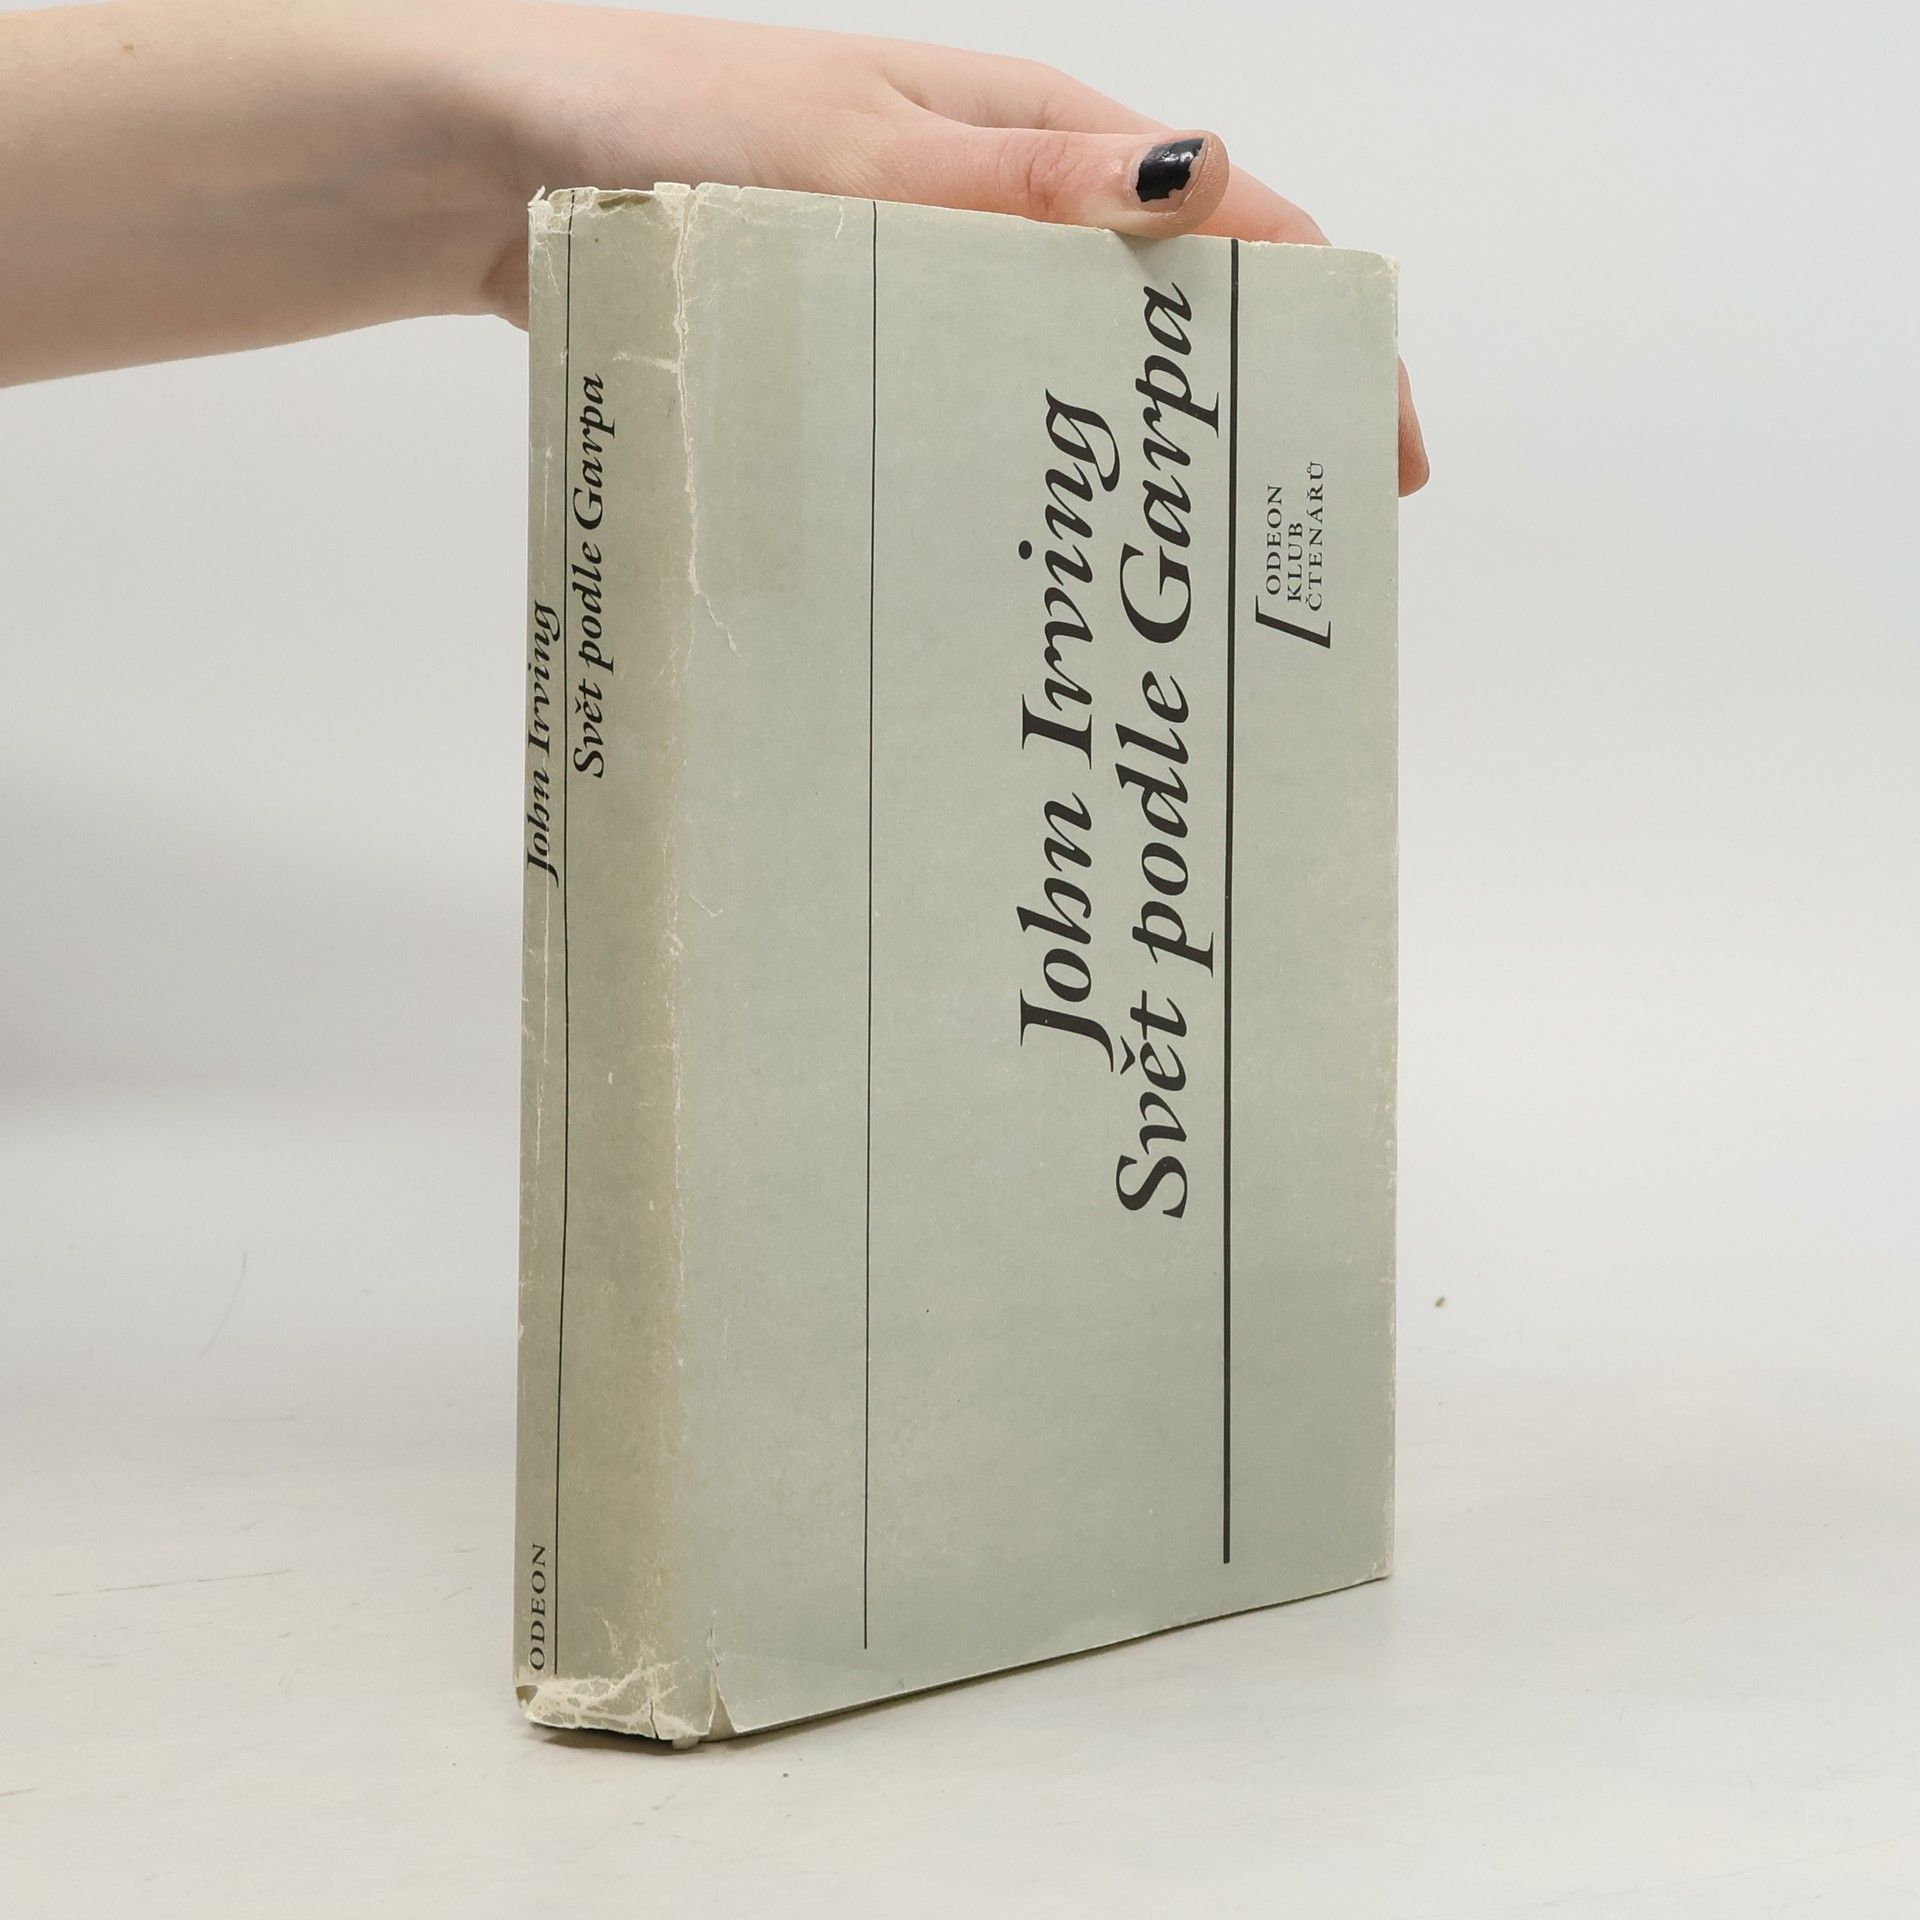 John Irving
Svět podle Garpa
ODEON
John Irving
Svět podle Garpa
ODEON
KLUB
ČTENÁŘŮ